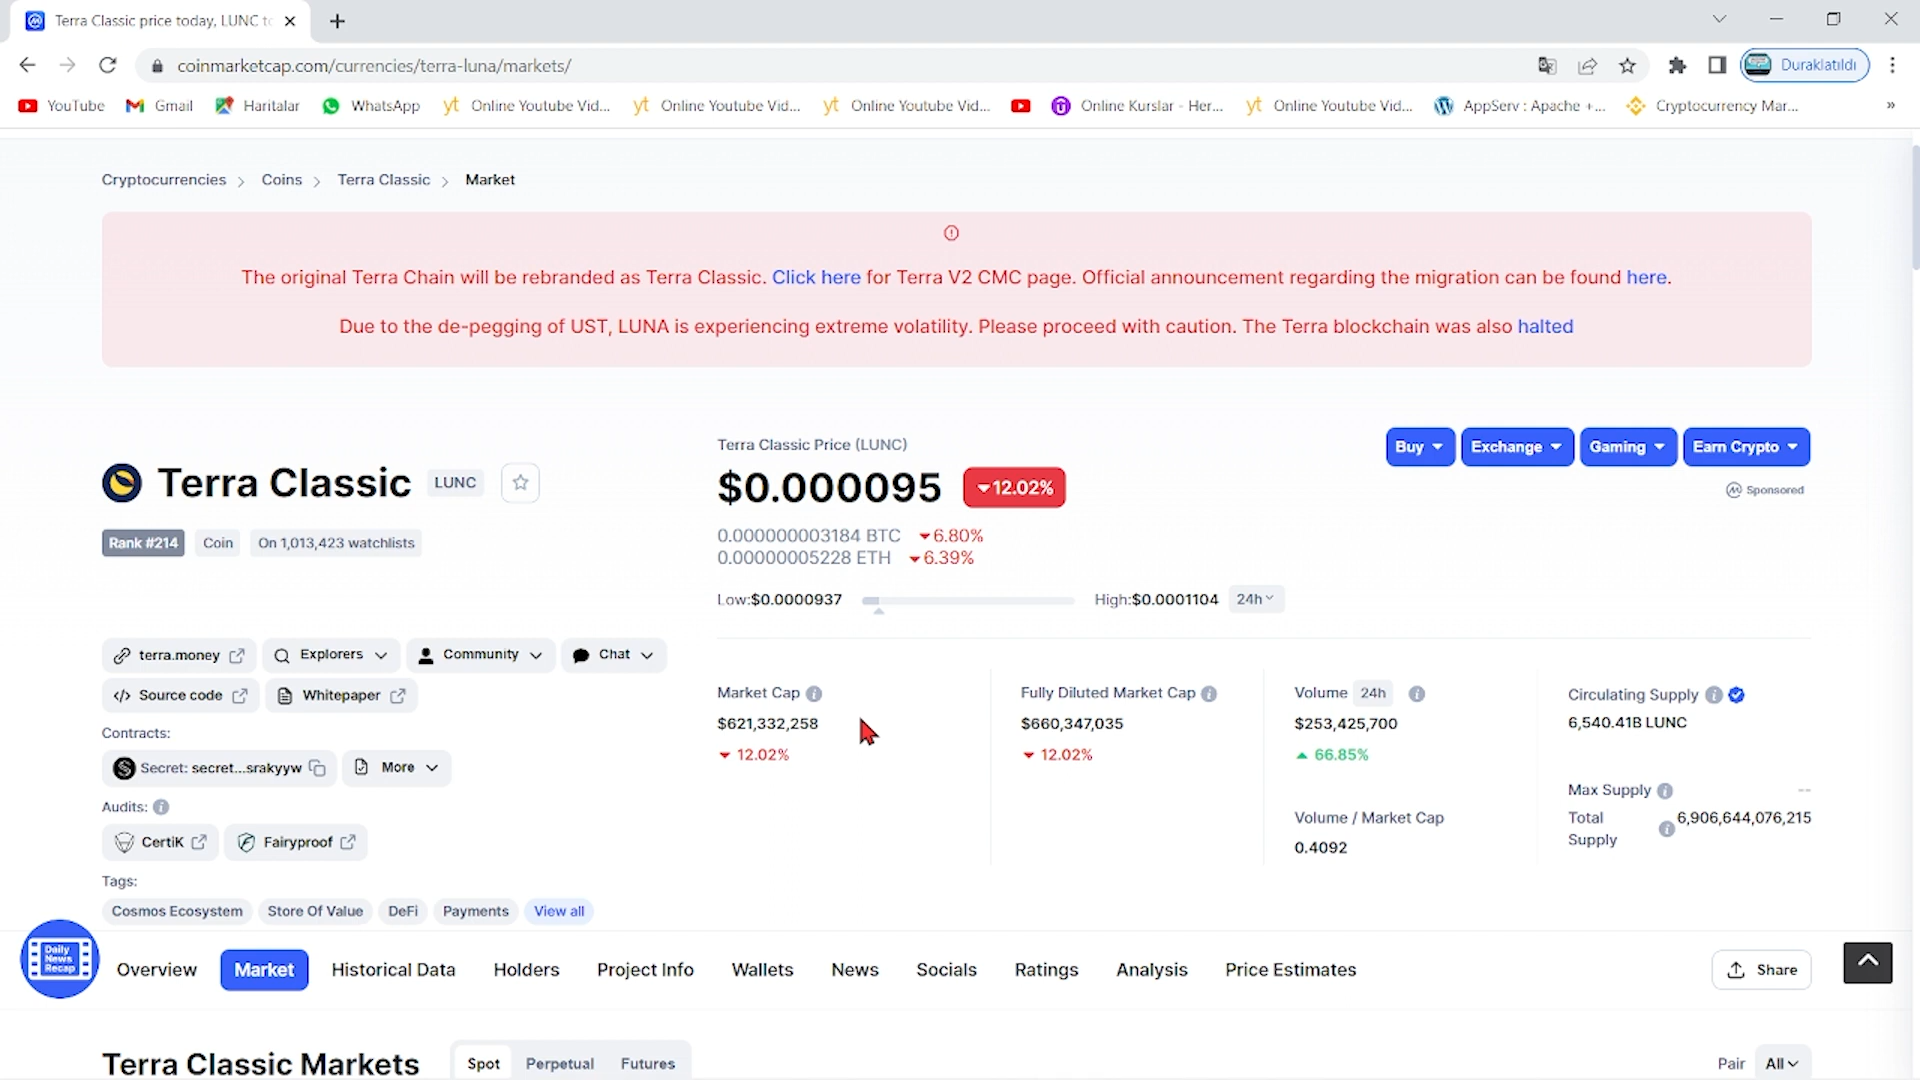 Terra Classic price today, LUNC to
coinmarketcap.com/currencies/terra-luna/markets/
Duraklatıldı
YouTube Gmail Haritalar WhatsApp Online Youtube Vid... Online Youtube Vid... Online Youtube Vid... Online Kurslar - Her... Online Youtube Vid... AppServ : Apache +... Cryptocurrency Mar... »
Cryptocurrencies > Coins > Terra Classic > Market
The original Terra Chain will be rebranded as Terra Classic. Click here for Terra V2 CMC page. Official announcement regarding the migration can be found here.
Due to the de-pegging of UST, LUNA is experiencing extreme volatility. Please proceed with caution. The Terra blockchain was also halted
Terra Classic LUNC
Rank #214 Coin On 1,013,423 watchlists
Terra Classic Price (LUNC)
$0.000095 12.02%
0.000000003184 BTC 6.80%
0.00000005228 ETH 6.39%
Low:$0.0000937 High:$0.0001104 24h
Buy Exchange Gaming Earn Crypto
Sponsored
terra.money Explorers Community Chat
Source code Whitepaper
Contracts:
Secret: secret...srakyyw More
Audits:
CertiK Fairyproof
Tags:
Cosmos Ecosystem Store Of Value DeFi Payments View all
Market Cap
$621,332,258
12.02%
Fully Diluted Market Cap
$660,347,035
12.02%
Volume 24h
$253,425,700
66.85%
Volume / Market Cap
0.4092
Circulating Supply
6,540.41B LUNC
Max Supply --
Total Supply 6,906,644,076,215
Daily
News
Recap
Overview Market Historical Data Holders Project Info Wallets News Socials Ratings Analysis Price Estimates Share
Terra Classic Markets Spot Perpetual Futures Pair All